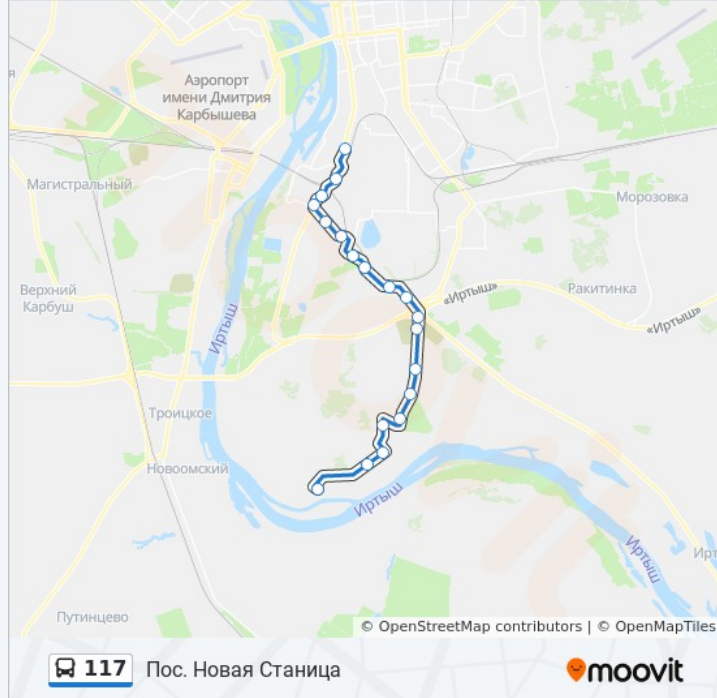 Аэропорт
имени Дмитрия
Карбышева
я
Магистральный
Морозовка
Верхний
Карбуш
«Иртыш»
Ракитинка
«Иртыш»
Иртыш
Троицкое
Новоомский
Иртыш
Иртыш
Ирт
Путинцево
© OpenStreetMap contributors | © OpenMapTiles
117 Пос. Новая Станица
moovit